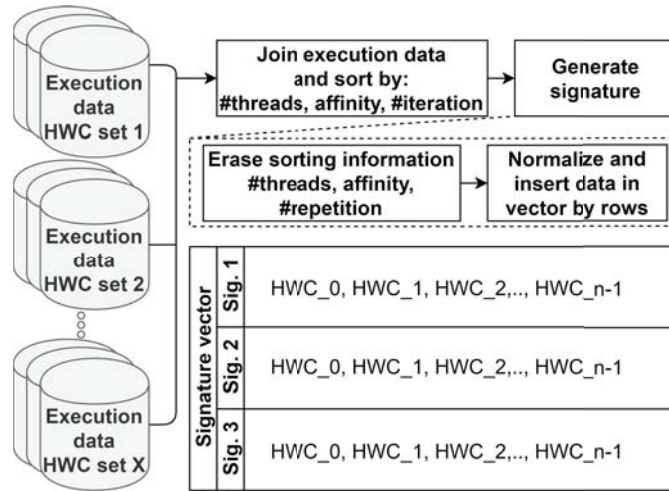 Execution
data
HWC set 1
Join execution data
and sort by:
#threads, affinity, #iteration
Generate
signature
Erase sorting information
#threads, affinity,
#repetition
Normalize and
insert data in
vector by rows
Execution
data
HWC set 2
Execution
data
HWC set X
Signature vector
Sig. 1
HWC_0, HWC_1, HWC_2,.., HWC_n-1
Sig. 2
HWC_0, HWC_1, HWC_2,.., HWC_n-1
Sig. 3
HWC_0, HWC_1, HWC_2,.., HWC_n-1